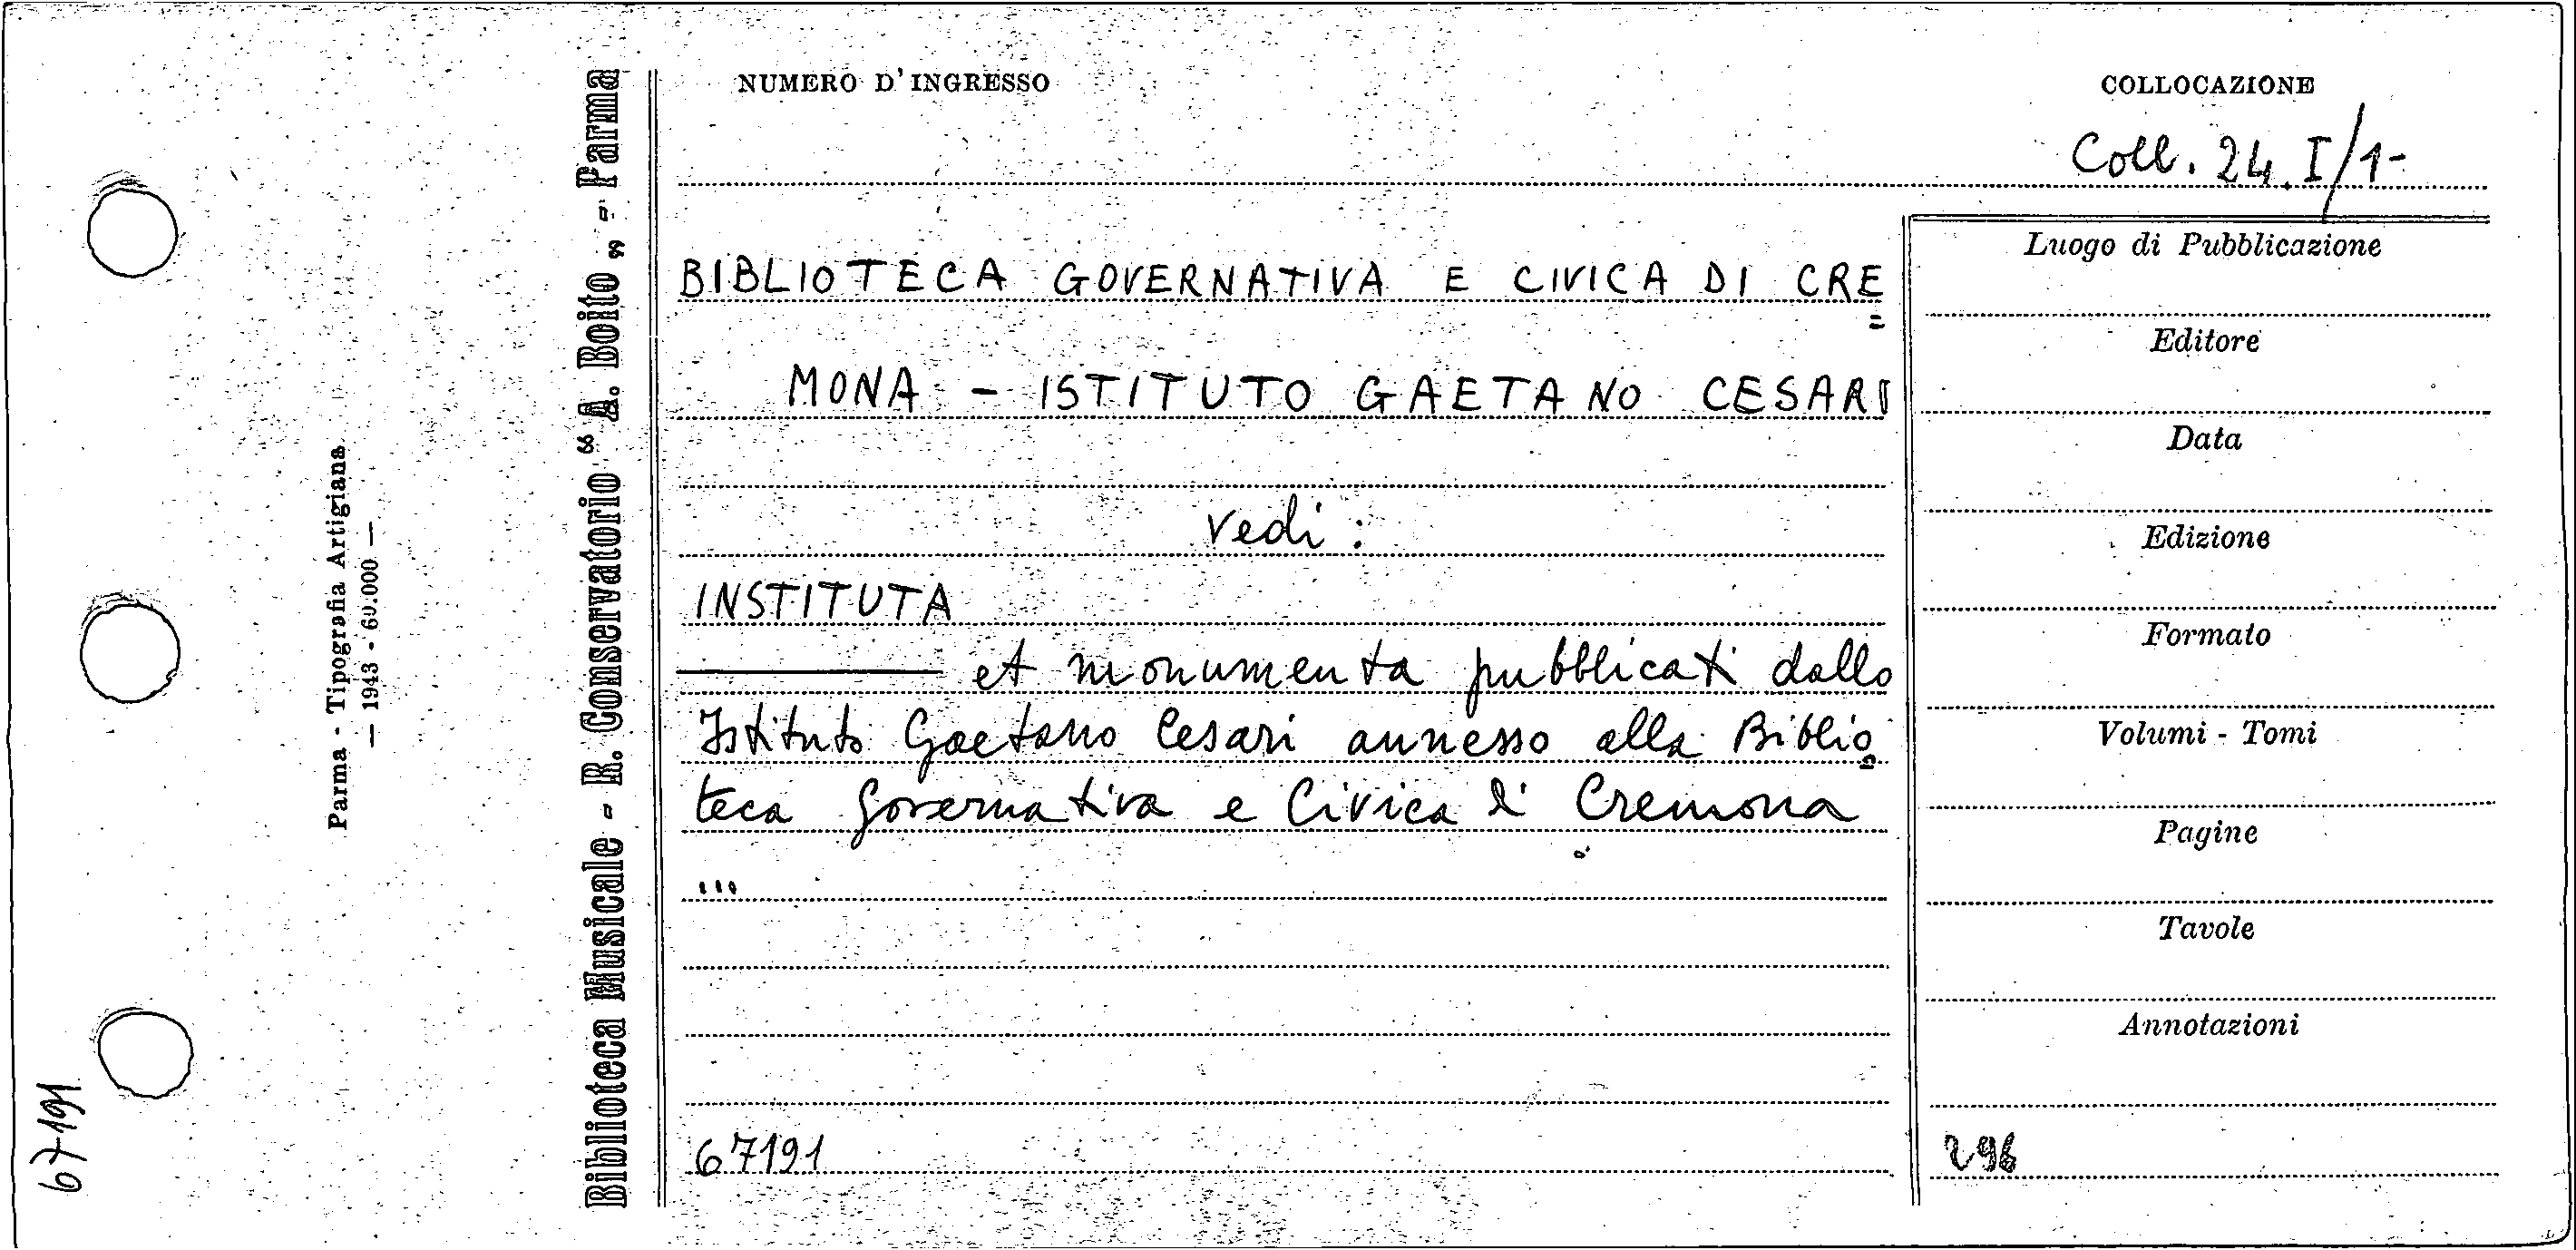 NUMERO D'INGRESSO
COLLOCAZIONE
Coll. 24. I/1-
BIBLIOTECA GOVERNATIVA E CIVICA DI CRE=
MONA - ISTITUTO GAETANO CESARI
vedi:
INSTITUTA
——— et monumenta pubblicati dallo
Istituto Gaetano Cesari annesso alla Biblio=
teca Governativa e Civica di Cremona
...
67191
Luogo di Pubblicazione
Editore
Data
Edizione
Formato
Volumi - Tomi
Pagine
Tavole
Annotazioni
296
Biblioteca Musicale - R. Conservatorio “A. Boito„ - Parma
Parma - Tipografia Artigiana
— 1943 - 60.000 —
67191